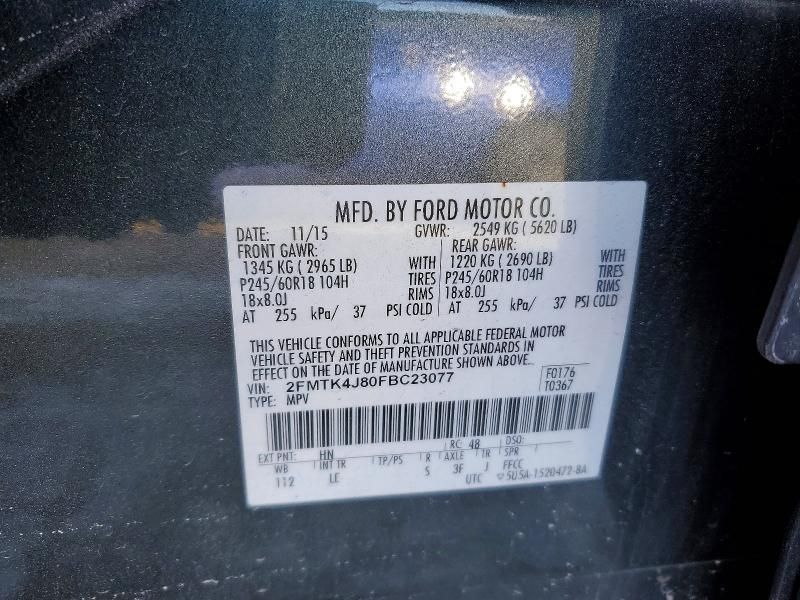 MFD. BY FORD MOTOR CO.
DATE: 11/15 GVWR: 2549 KG ( 5620 LB)
FRONT GAWR: REAR GAWR:
1345 KG ( 2965 LB) WITH 1220 KG ( 2690 LB) WITH
P245/60R18 104H TIRES P245/60R18 104H TIRES
18x8.0J RIMS 18x8.0J RIMS
AT 255 kPa/ 37 PSI COLD AT 255 kPa/ 37 PSI COLD
THIS VEHICLE CONFORMS TO ALL APPLICABLE FEDERAL MOTOR
VEHICLE SAFETY AND THEFT PREVENTION STANDARDS IN
EFFECT ON THE DATE OF MANUFACTURE SHOWN ABOVE.
VIN: 2FMTK4J80FBC23077 F0176
TYPE: MPV T0367
EXT PNT: HN RC: 48 DSO:
WB INT TR TP/PS R AXLE TR SPR
112 LE S 3F J FFCC
UTC ▽5U5A-1520472-BA